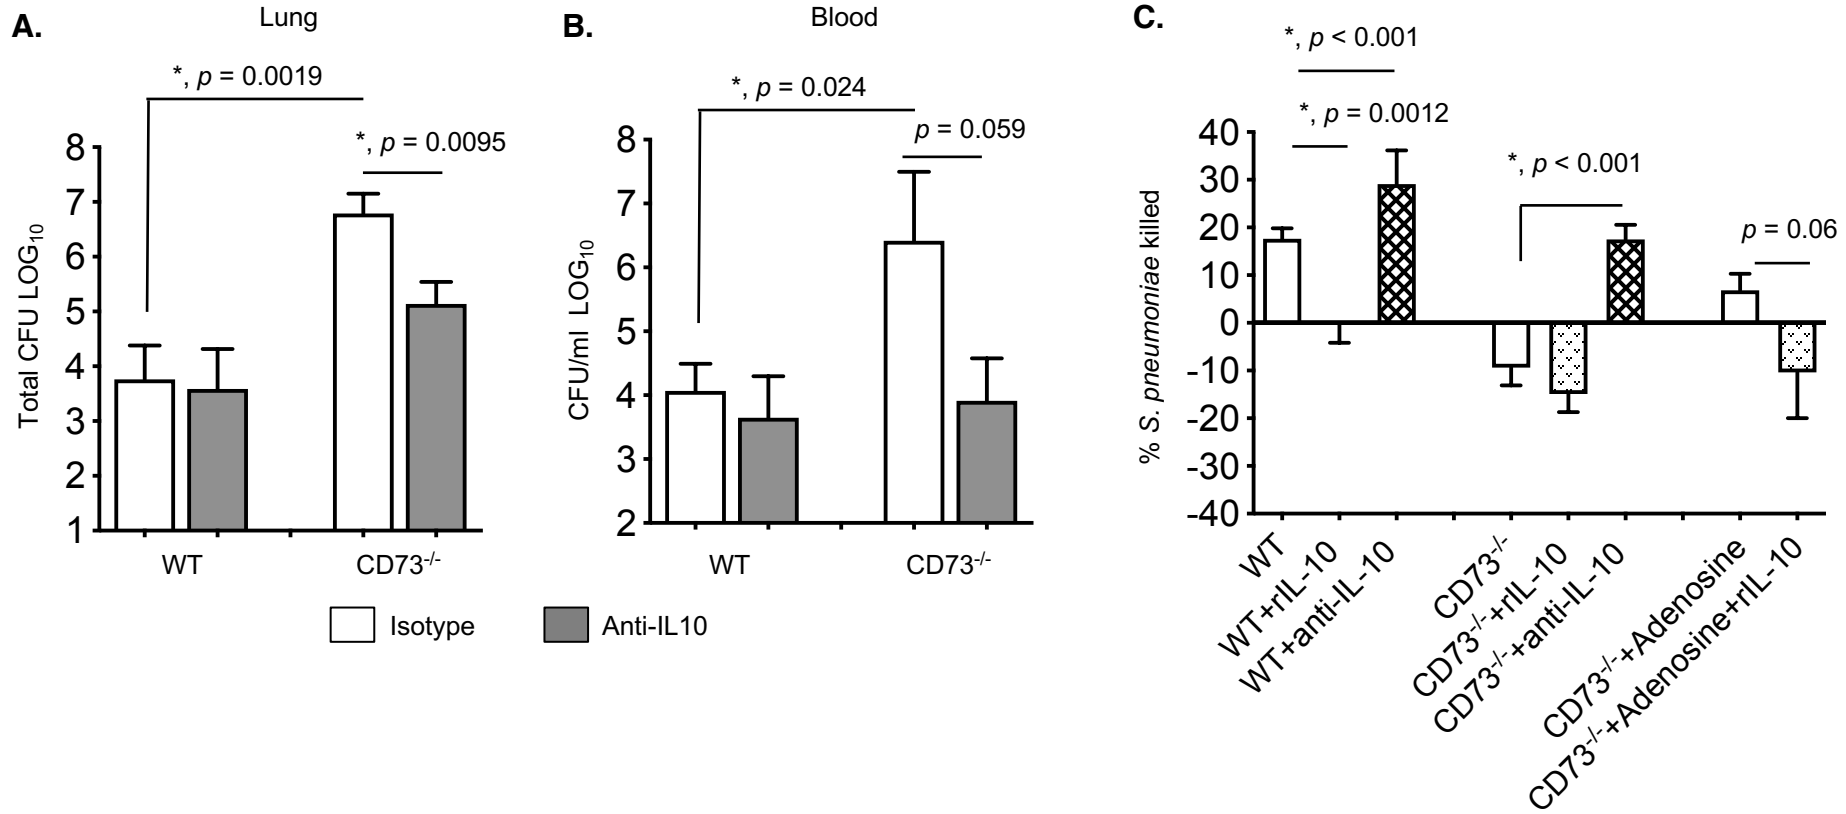 A.
Lung
*, p = 0.0019
*, p = 0.0095
Total CFU LOG10
8
7
6
5
4
3
2
1
WT
CD73-/-
B.
Blood
*, p = 0.024
p = 0.059
CFU/ml LOG10
8
7
6
5
4
3
2
WT
CD73-/-
Isotype
Anti-IL10
C.
*, p < 0.001
*, p = 0.0012
*, p < 0.001
p = 0.06
% S. pneumoniae killed
40
30
20
10
0
-10
-20
-30
-40
WT
WT+rIL-10
WT+anti-IL-10
CD73-/-
CD73-/-+rIL-10
CD73-/-+anti-IL-10
CD73-/-+Adenosine
CD73-/-+Adenosine+rIL-10